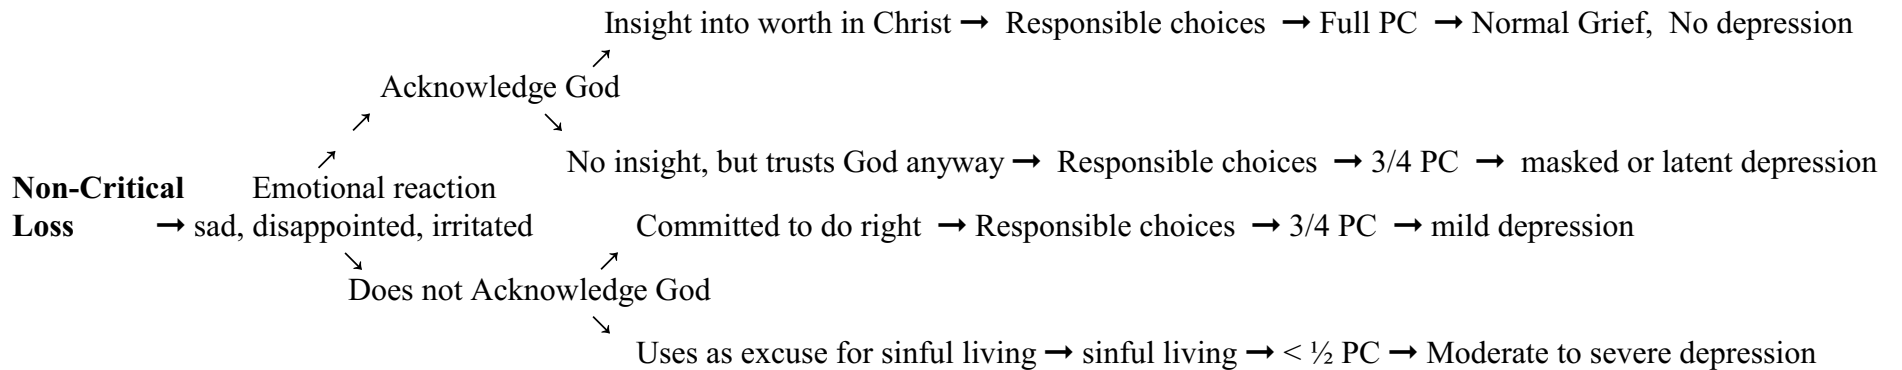 Insight into worth in Christ → Responsible choices → Full PC → Normal Grief, No depression
↗
Acknowledge God
↗ ↘
↗ No insight, but trusts God anyway → Responsible choices → 3/4 PC → masked or latent depression
Non-Critical Emotional reaction
Loss → sad, disappointed, irritated Committed to do right → Responsible choices → 3/4 PC → mild depression
↘ ↗
Does not Acknowledge God
↘
Uses as excuse for sinful living → sinful living → < ½ PC → Moderate to severe depression